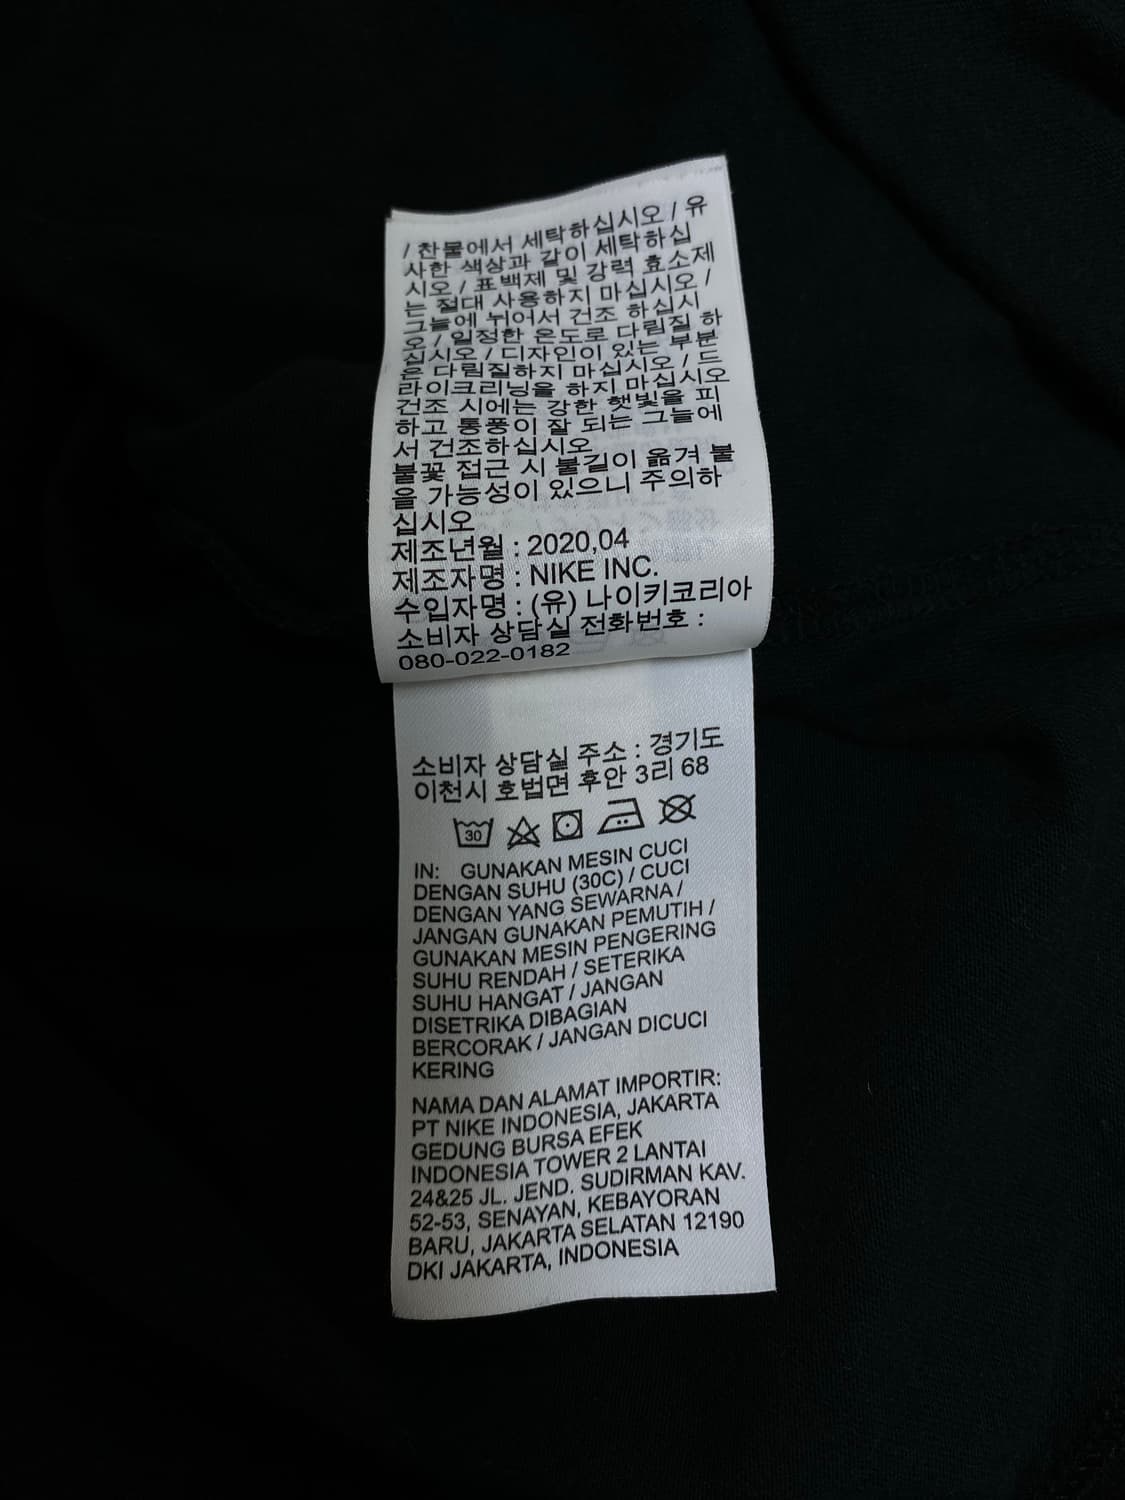 / 찬물에서 세탁하십시오 / 유
사한 색상과 같이 세탁하십
시오 / 표백제 및 강력 효소제
는 절대 사용하지 마십시오 /
그늘에 뉘어서 건조 하십시
오 / 일정한 온도로 다림질 하
십시오 / 디자인이 있는 부분
은 다림질하지 마십시오 / 드
라이크리닝을 하지 마십시오
건조 시에는 강한 햇빛을 피
하고 통풍이 잘 되는 그늘에
서 건조하십시오
불꽃 접근 시 불길이 옮겨 불
을 가능성이 있으니 주의하
십시오
제조년월 : 2020,04
제조자명 : NIKE INC.
수입자명 : (유) 나이키코리아
소비자 상담실 전화번호 :
080-022-0182
소비자 상담실 주소 : 경기도
이천시 호법면 후안 3리 68
30
IN: GUNAKAN MESIN CUCI
DENGAN SUHU (30C) / CUCI
DENGAN YANG SEWARNA /
JANGAN GUNAKAN PEMUTIH /
GUNAKAN MESIN PENGERING
SUHU RENDAH / SETERIKA
SUHU HANGAT / JANGAN
DISETRIKA DIBAGIAN
BERCORAK / JANGAN DICUCI
KERING
NAMA DAN ALAMAT IMPORTIR:
PT NIKE INDONESIA, JAKARTA
GEDUNG BURSA EFEK
INDONESIA TOWER 2 LANTAI
24&25 JL. JEND. SUDIRMAN KAV.
52-53, SENAYAN, KEBAYORAN
BARU, JAKARTA SELATAN 12190
DKI JAKARTA, INDONESIA